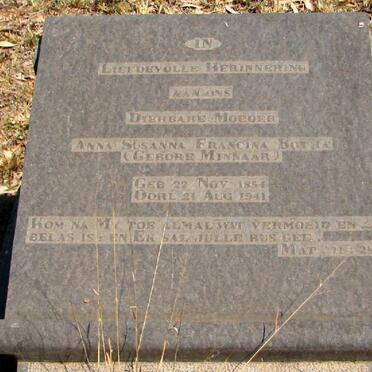 IN
LIEFDEVOLLE HERINNERING
AAN ONS
DIERBARE MOEDER
ANNA SUSANNA FRANCINA BOTHA
(GEBORE MINNAAR)
GEB 27 NOV 1854
OORL 21 AUG 1941
KOM NA MY TOE ALMAL WAT VERMOEID EN
BELAS IS EN EK SAL JULLE RUS GEE.
MAT